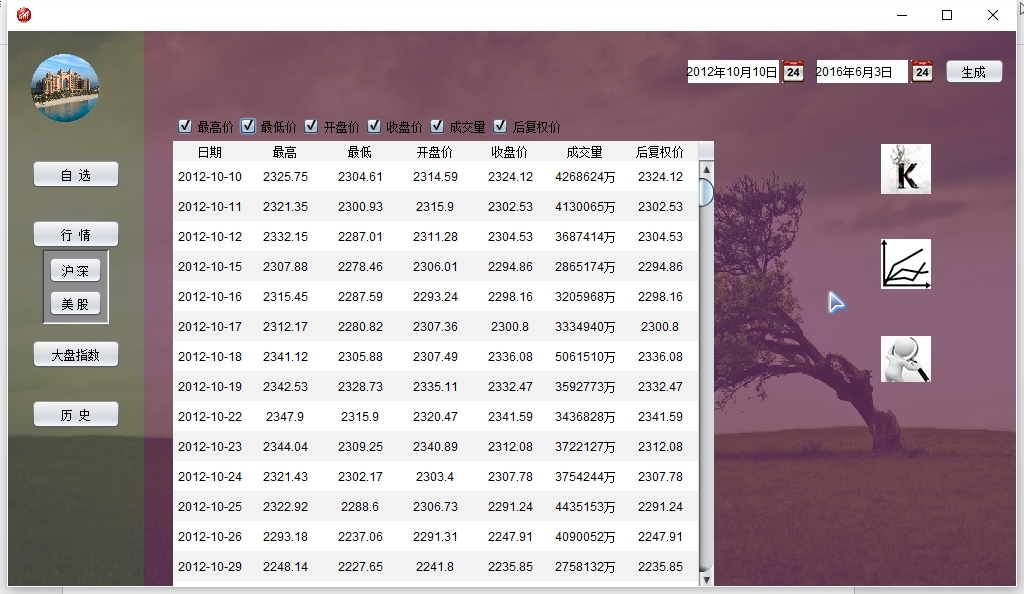 2012年10月10日 24 2016年6月3日 24 生成
最高价 最低价 开盘价 收盘价 成交量 后复权价
日期 最高 最低 开盘价 收盘价 成交量 后复权价
2012-10-10 2325.75 2304.61 2314.59 2324.12 4268624万 2324.12
2012-10-11 2321.35 2300.93 2315.9 2302.53 4130065万 2302.53
2012-10-12 2332.15 2287.01 2311.28 2304.53 3687414万 2304.53
2012-10-15 2307.88 2278.46 2306.01 2294.86 2865174万 2294.86
2012-10-16 2315.45 2287.59 2293.24 2298.16 3205968万 2298.16
2012-10-17 2312.17 2280.82 2307.36 2300.8 3334940万 2300.8
2012-10-18 2341.12 2305.88 2307.49 2336.08 5061510万 2336.08
2012-10-19 2342.53 2328.73 2335.11 2332.47 3592773万 2332.47
2012-10-22 2347.9 2315.9 2320.47 2341.59 3436828万 2341.59
2012-10-23 2344.04 2309.25 2340.89 2312.08 3722127万 2312.08
2012-10-24 2321.43 2302.17 2303.4 2307.78 3754244万 2307.78
2012-10-25 2322.92 2288.6 2306.73 2291.24 4435153万 2291.24
2012-10-26 2293.18 2237.06 2291.31 2247.91 4090052万 2247.91
2012-10-29 2248.14 2227.65 2241.8 2235.85 2758132万 2235.85
自 选
行 情
沪深
美股
大盘指数
历 史
K